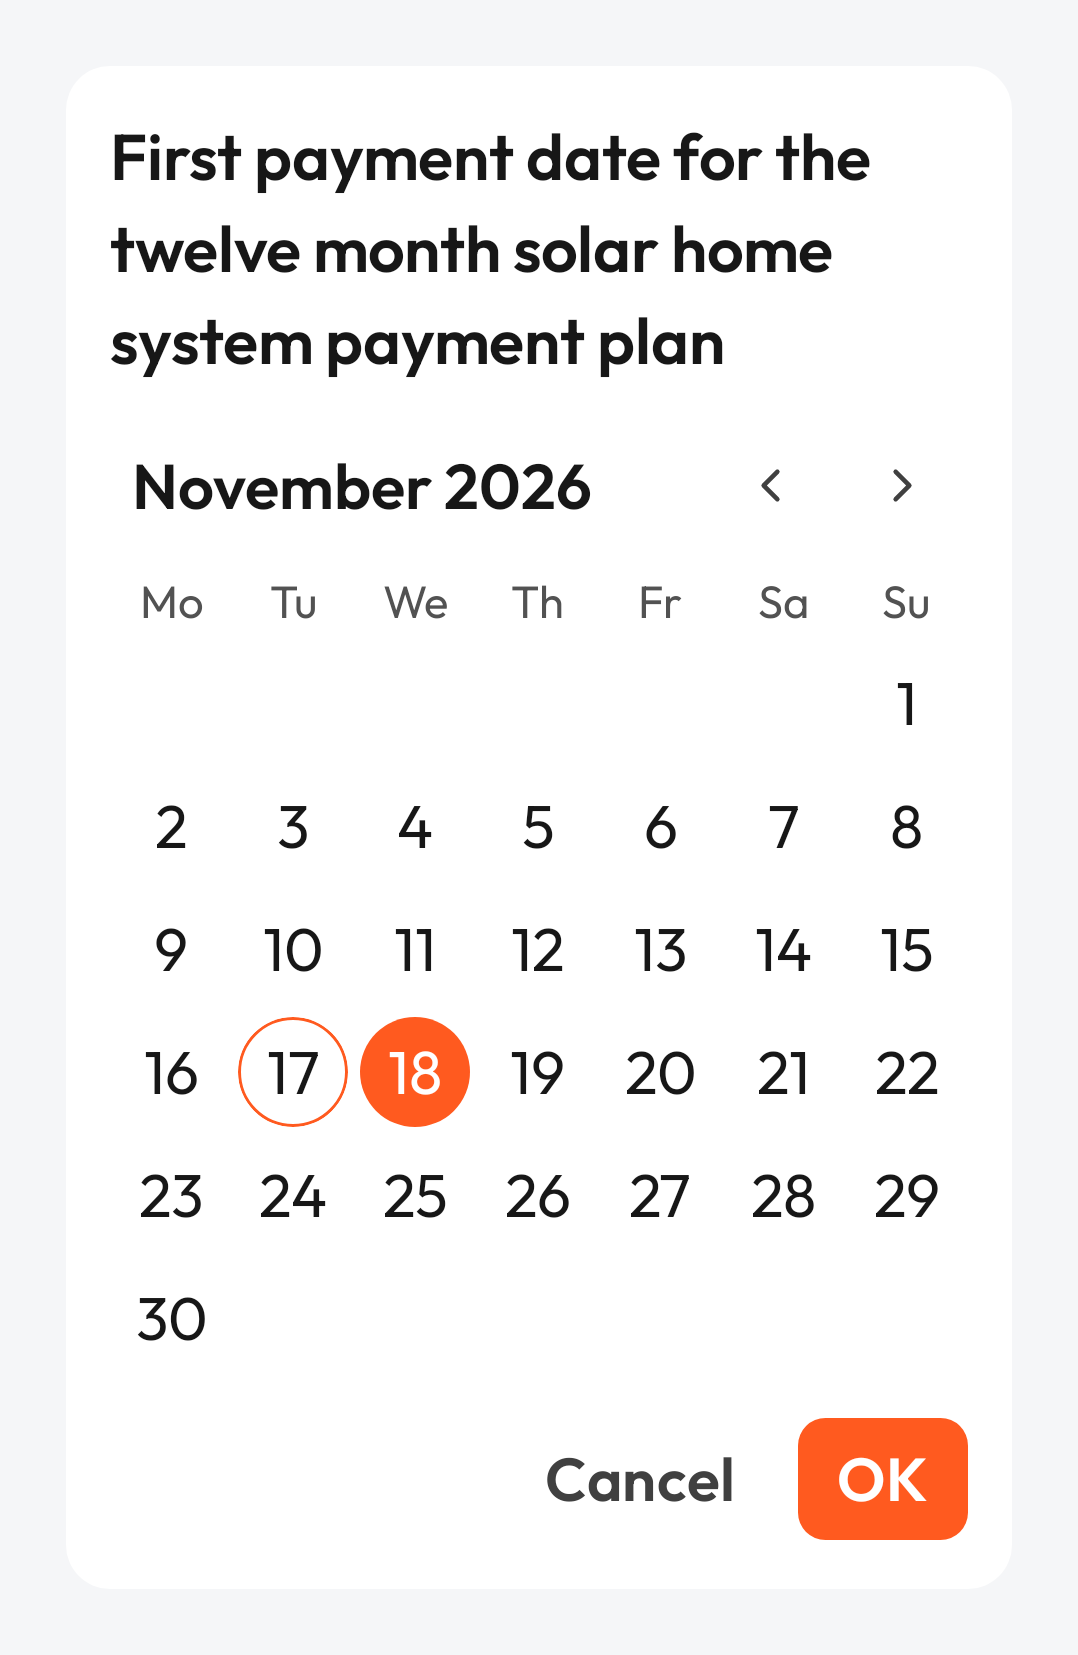 First payment date for the
twelve month solar home
system payment plan
November 2026
Mo Tu We Th Fr Sa Su
1
2 3 4 5 6 7 8
9 10 11 12 13 14 15
16 17 18 19 20 21 22
23 24 25 26 27 28 29
30
Cancel OK